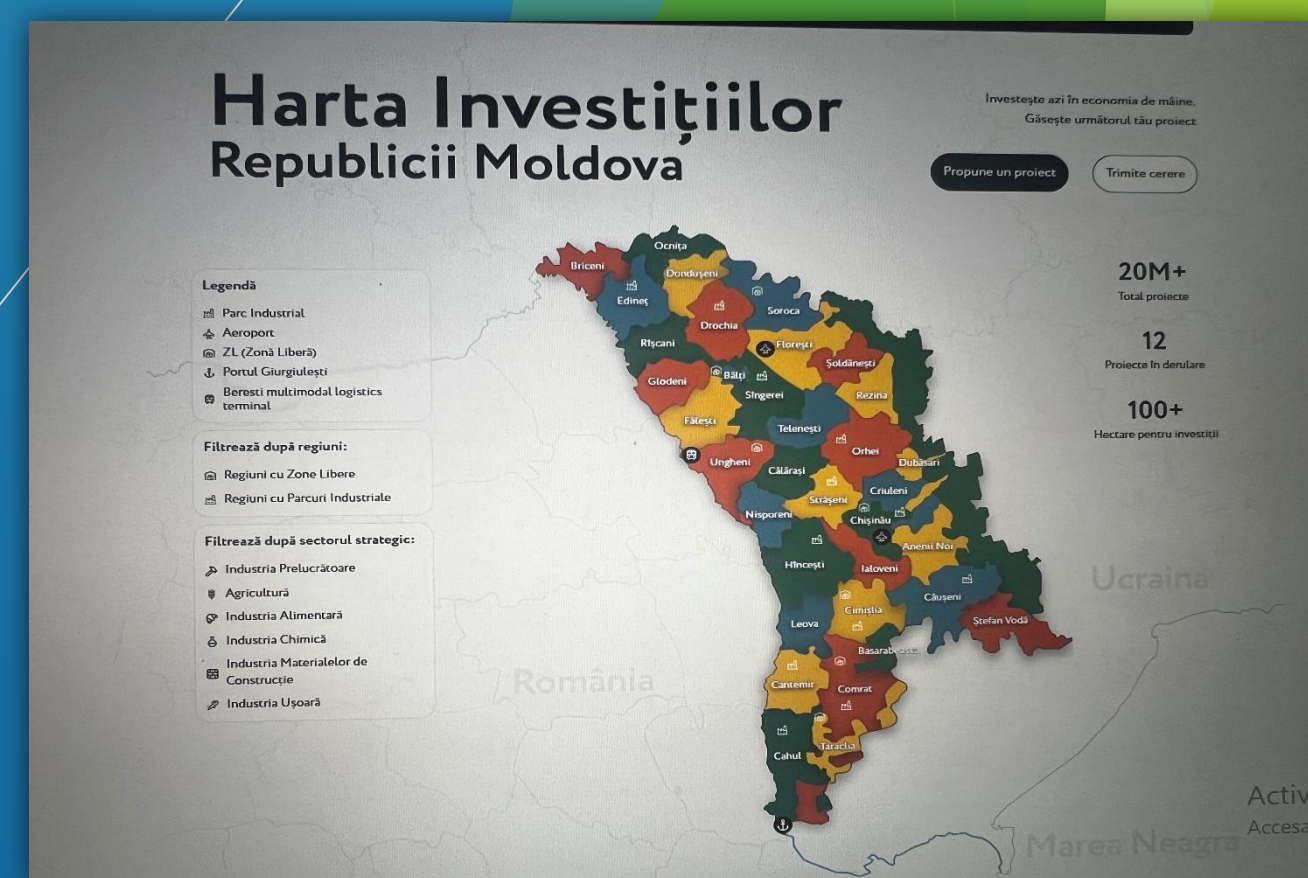 Harta Investițiilor
Republicii Moldova
Investește azi în economia de mâine.
Găsește următorul tău proiect
Propune un proiect
Trimite cerere
Legendă
Parc Industrial
Aeroport
ZL (Zonă Liberă)
Portul Giurgiulești
Beresti multimodal logistics
terminal
Filtrează după regiuni:
Regiuni cu Zone Libere
Regiuni cu Parcuri Industriale
Filtrează după sectorul strategic:
Industria Prelucrătoare
Agricultură
Industria Alimentară
Industria Chimică
Industria Materialelor de
Construcție
Industria Ușoară
20M+
Total proiecte
12
Proiecte în derulare
100+
Hectare pentru investiții
Ocnița
Briceni
Dondușeni
Edineț
Soroca
Drochia
Rîșcani
Florești
Șoldănești
Glodeni
Bălți
Sîngerei
Rezina
Fălești
Telenești
Orhei
Ungheni
Călărași
Dubăsari
Criuleni
Strășeni
Nisporeni
Chișinău
Anenii Noi
Hîncești
Ialoveni
Căușeni
Cimișlia
Leova
Ștefan Vodă
Basarabeasc...
Cantemir
Comrat
Taraclia
Cahul
Ucraina
România
Marea Neagră
Activ
Accesa